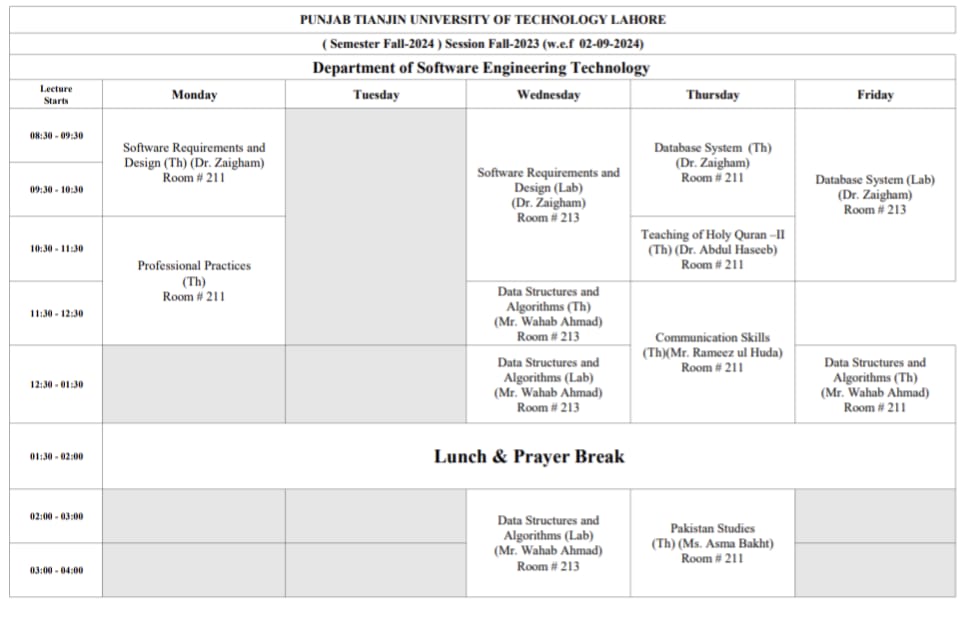 PUNJAB TIANJIN UNIVERSITY OF TECHNOLOGY LAHORE
( Semester Fall-2024 ) Session Fall-2023 (w.e.f 02-09-2024)
Department of Software Engineering Technology
Lecture
Starts
Monday
Tuesday
Wednesday
Thursday
Friday
08:30 - 09:30
09:30 - 10:30
10:30 - 11:30
11:30 - 12:30
12:30 - 01:30
Software Requirements and
Design (Th) (Dr. Zaigham)
Room # 211
Professional Practices
(Th)
Room # 211
Software Requirements and
Design (Lab)
(Dr. Zaigham)
Room # 213
Data Structures and
Algorithms (Th)
(Mr. Wahab Ahmad)
Room # 213
Data Structures and
Algorithms (Lab)
(Mr. Wahab Ahmad)
Room # 213
Database System (Th)
(Dr. Zaigham)
Room # 211
Teaching of Holy Quran –II
(Th) (Dr. Abdul Haseeb)
Room # 211
Communication Skills
(Th)(Mr. Rameez ul Huda)
Room # 211
Database System (Lab)
(Dr. Zaigham)
Room # 213
Data Structures and
Algorithms (Th)
(Mr. Wahab Ahmad)
Room # 211
01:30 - 02:00
Lunch & Prayer Break
02:00 - 03:00
03:00 - 04:00
Data Structures and
Algorithms (Lab)
(Mr. Wahab Ahmad)
Room # 213
Pakistan Studies
(Th) (Ms. Asma Bakht)
Room # 211